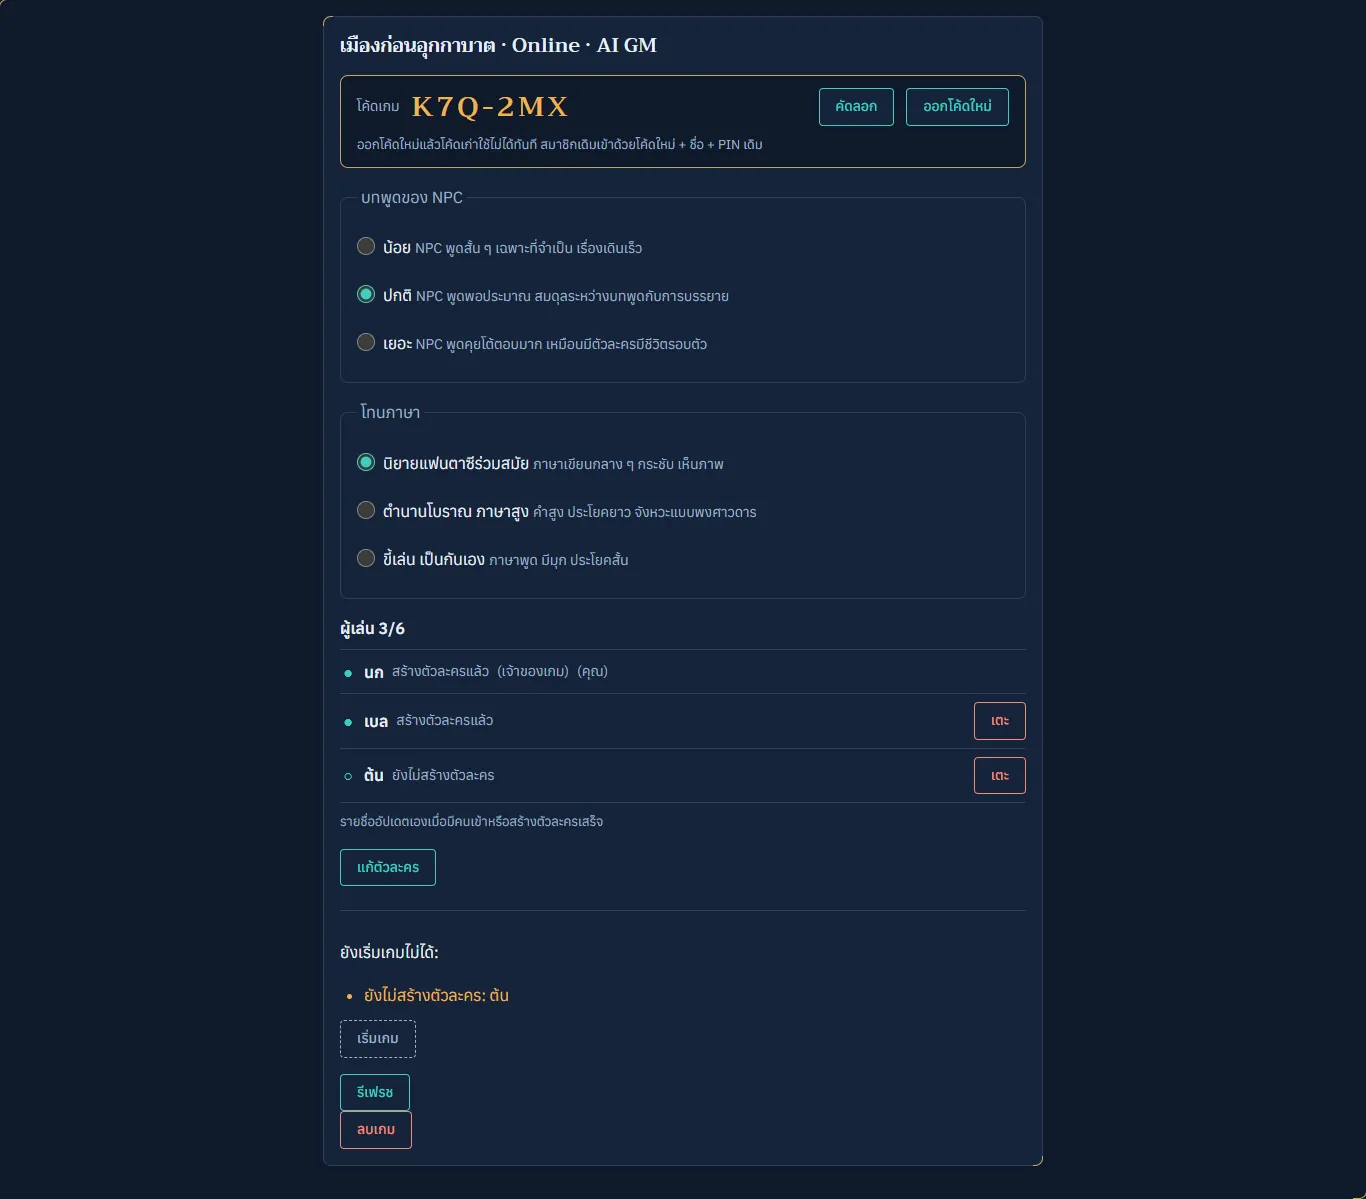 เมืองก่อนอุกกาบาต · Online · AI GM
โค้ดเกม K7Q-2MX
คัดลอก
ออกโค้ดใหม่
ออกโค้ดใหม่แล้วโค้ดเก่าใช้ไม่ได้ทันที สมาชิกเดิมเข้าด้วยโค้ดใหม่ + ชื่อ + PIN เดิม
บทพูดของ NPC
น้อย NPC พูดสั้น ๆ เฉพาะที่จำเป็น เรื่องเดินเร็ว
ปกติ NPC พูดพอประมาณ สมดุลระหว่างบทพูดกับการบรรยาย
เยอะ NPC พูดคุยโต้ตอบมาก เหมือนมีตัวละครมีชีวิตรอบตัว
โทนภาษา
นิยายแฟนตาซีร่วมสมัย ภาษาเขียนกลาง ๆ กระชับ เห็นภาพ
ตำนานโบราณ ภาษาสูง คำสูง ประโยคยาว จังหวะแบบพงศาวดาร
ขี้เล่น เป็นกันเอง ภาษาพูด มีมุก ประโยคสั้น
ผู้เล่น 3/6
นก สร้างตัวละครแล้ว (เจ้าของเกม) (คุณ)
เบล สร้างตัวละครแล้ว
เตะ
ต้น ยังไม่สร้างตัวละคร
เตะ
รายชื่ออัปเดตเองเมื่อมีคนเข้าหรือสร้างตัวละครเสร็จ
แก้ตัวละคร
ยังเริ่มเกมไม่ได้:
• ยังไม่สร้างตัวละคร: ต้น
เริ่มเกม
รีเฟรช
ลบเกม